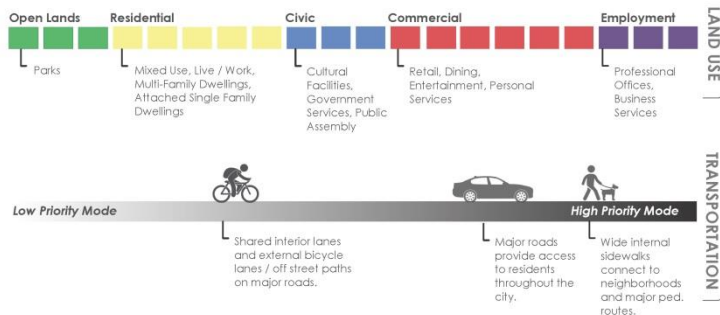 Open Lands
Residential
Civic
Commercial
Employment
LAND USE
Parks
Mixed Use, Live / Work,
Multi-Family Dwellings,
Attached Single Family
Dwellings
Cultural
Facilities,
Government
Services, Public
Assembly
Retail, Dining,
Entertainment, Personal
Services
Professional
Offices,
Business
Services
TRANSPORTATION
Low Priority Mode
High Priority Mode
Shared interior lanes
and external bicycle
lanes / off street paths
on major roads.
Major roads
provide access
to residents
throughout the
city.
Wide internal
sidewalks
connect to
neighborhoods
and major ped.
routes.